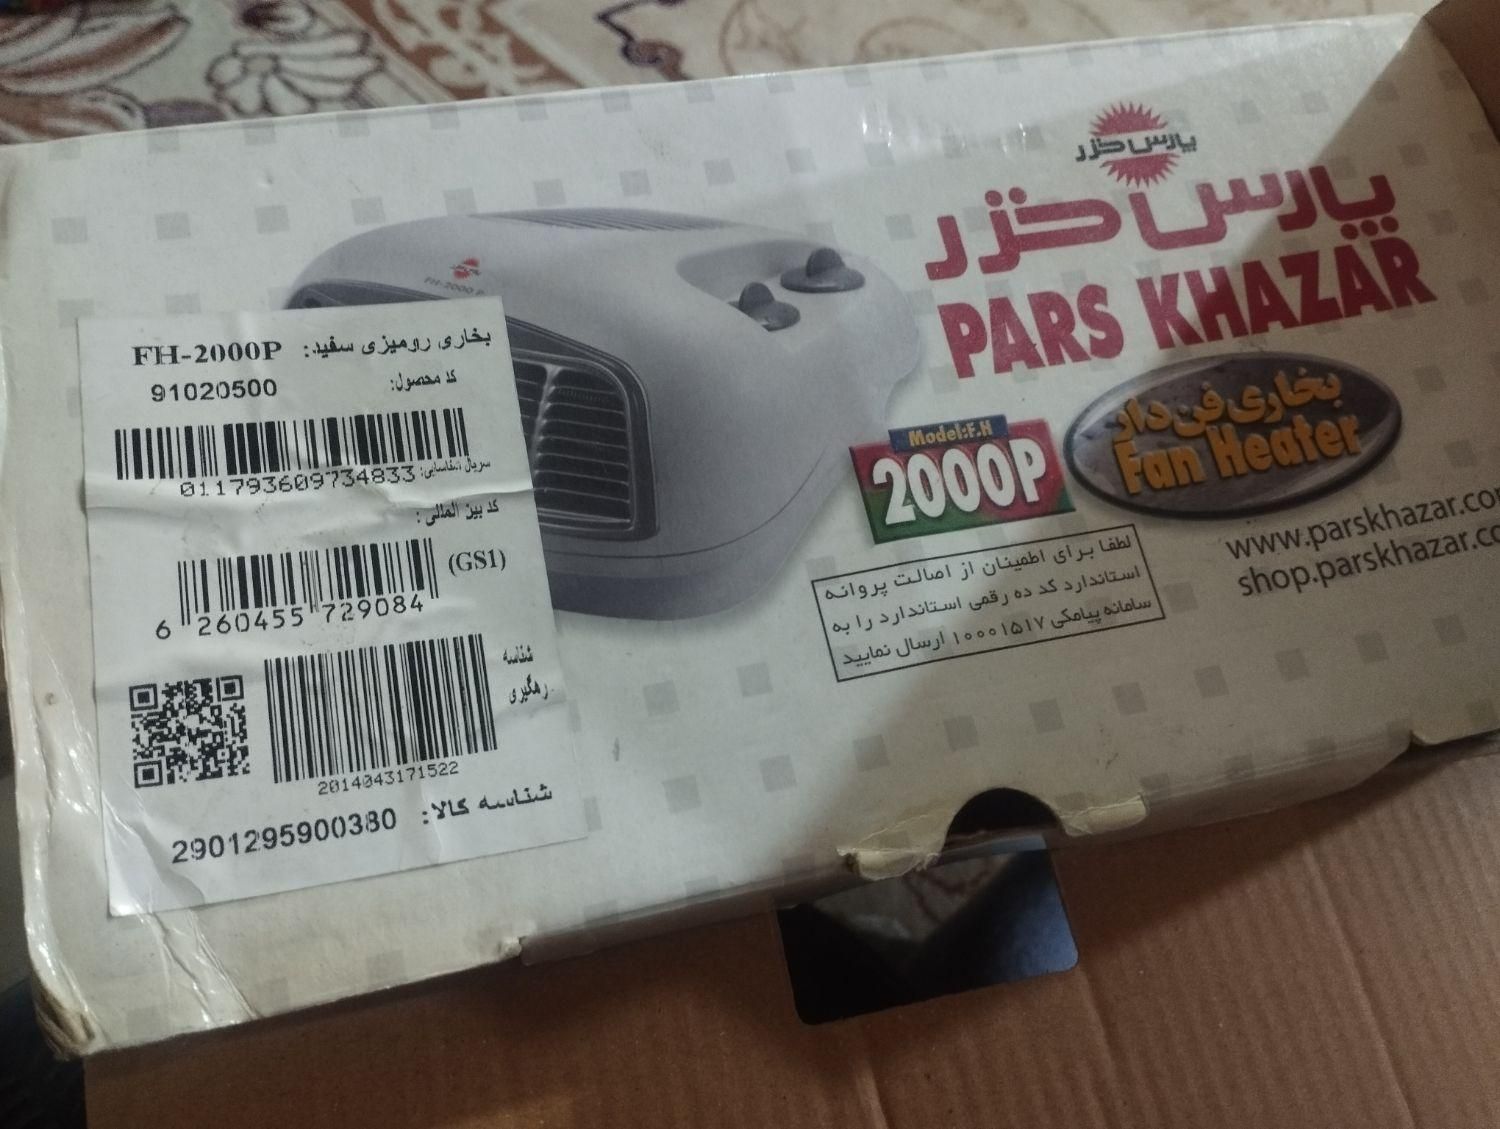 پارس خزر
پارس خزر
PARS KHAZAR
Model:F.H
2000P
بخاری فن دار
Fan Heater
www.parskhazar.co
shop.parskhazar.co
لطفا برای اطمینان از اصالت پروانه
استاندارد کد ده رقمی استاندارد را به
سامانه پیامکی ۱۰۰۰۱۵۱۷ ارسال نمایید
FH-2000 P
بخاری رومیزی سفید: FH-2000P
کد محصول: 91020500
سریال شناسایی: 011793609734833
کد بین المللی :
(GS1)
6 260455 729084
شناسه
رهگیری
2014043171522
شناسه کالا: 2901295900380